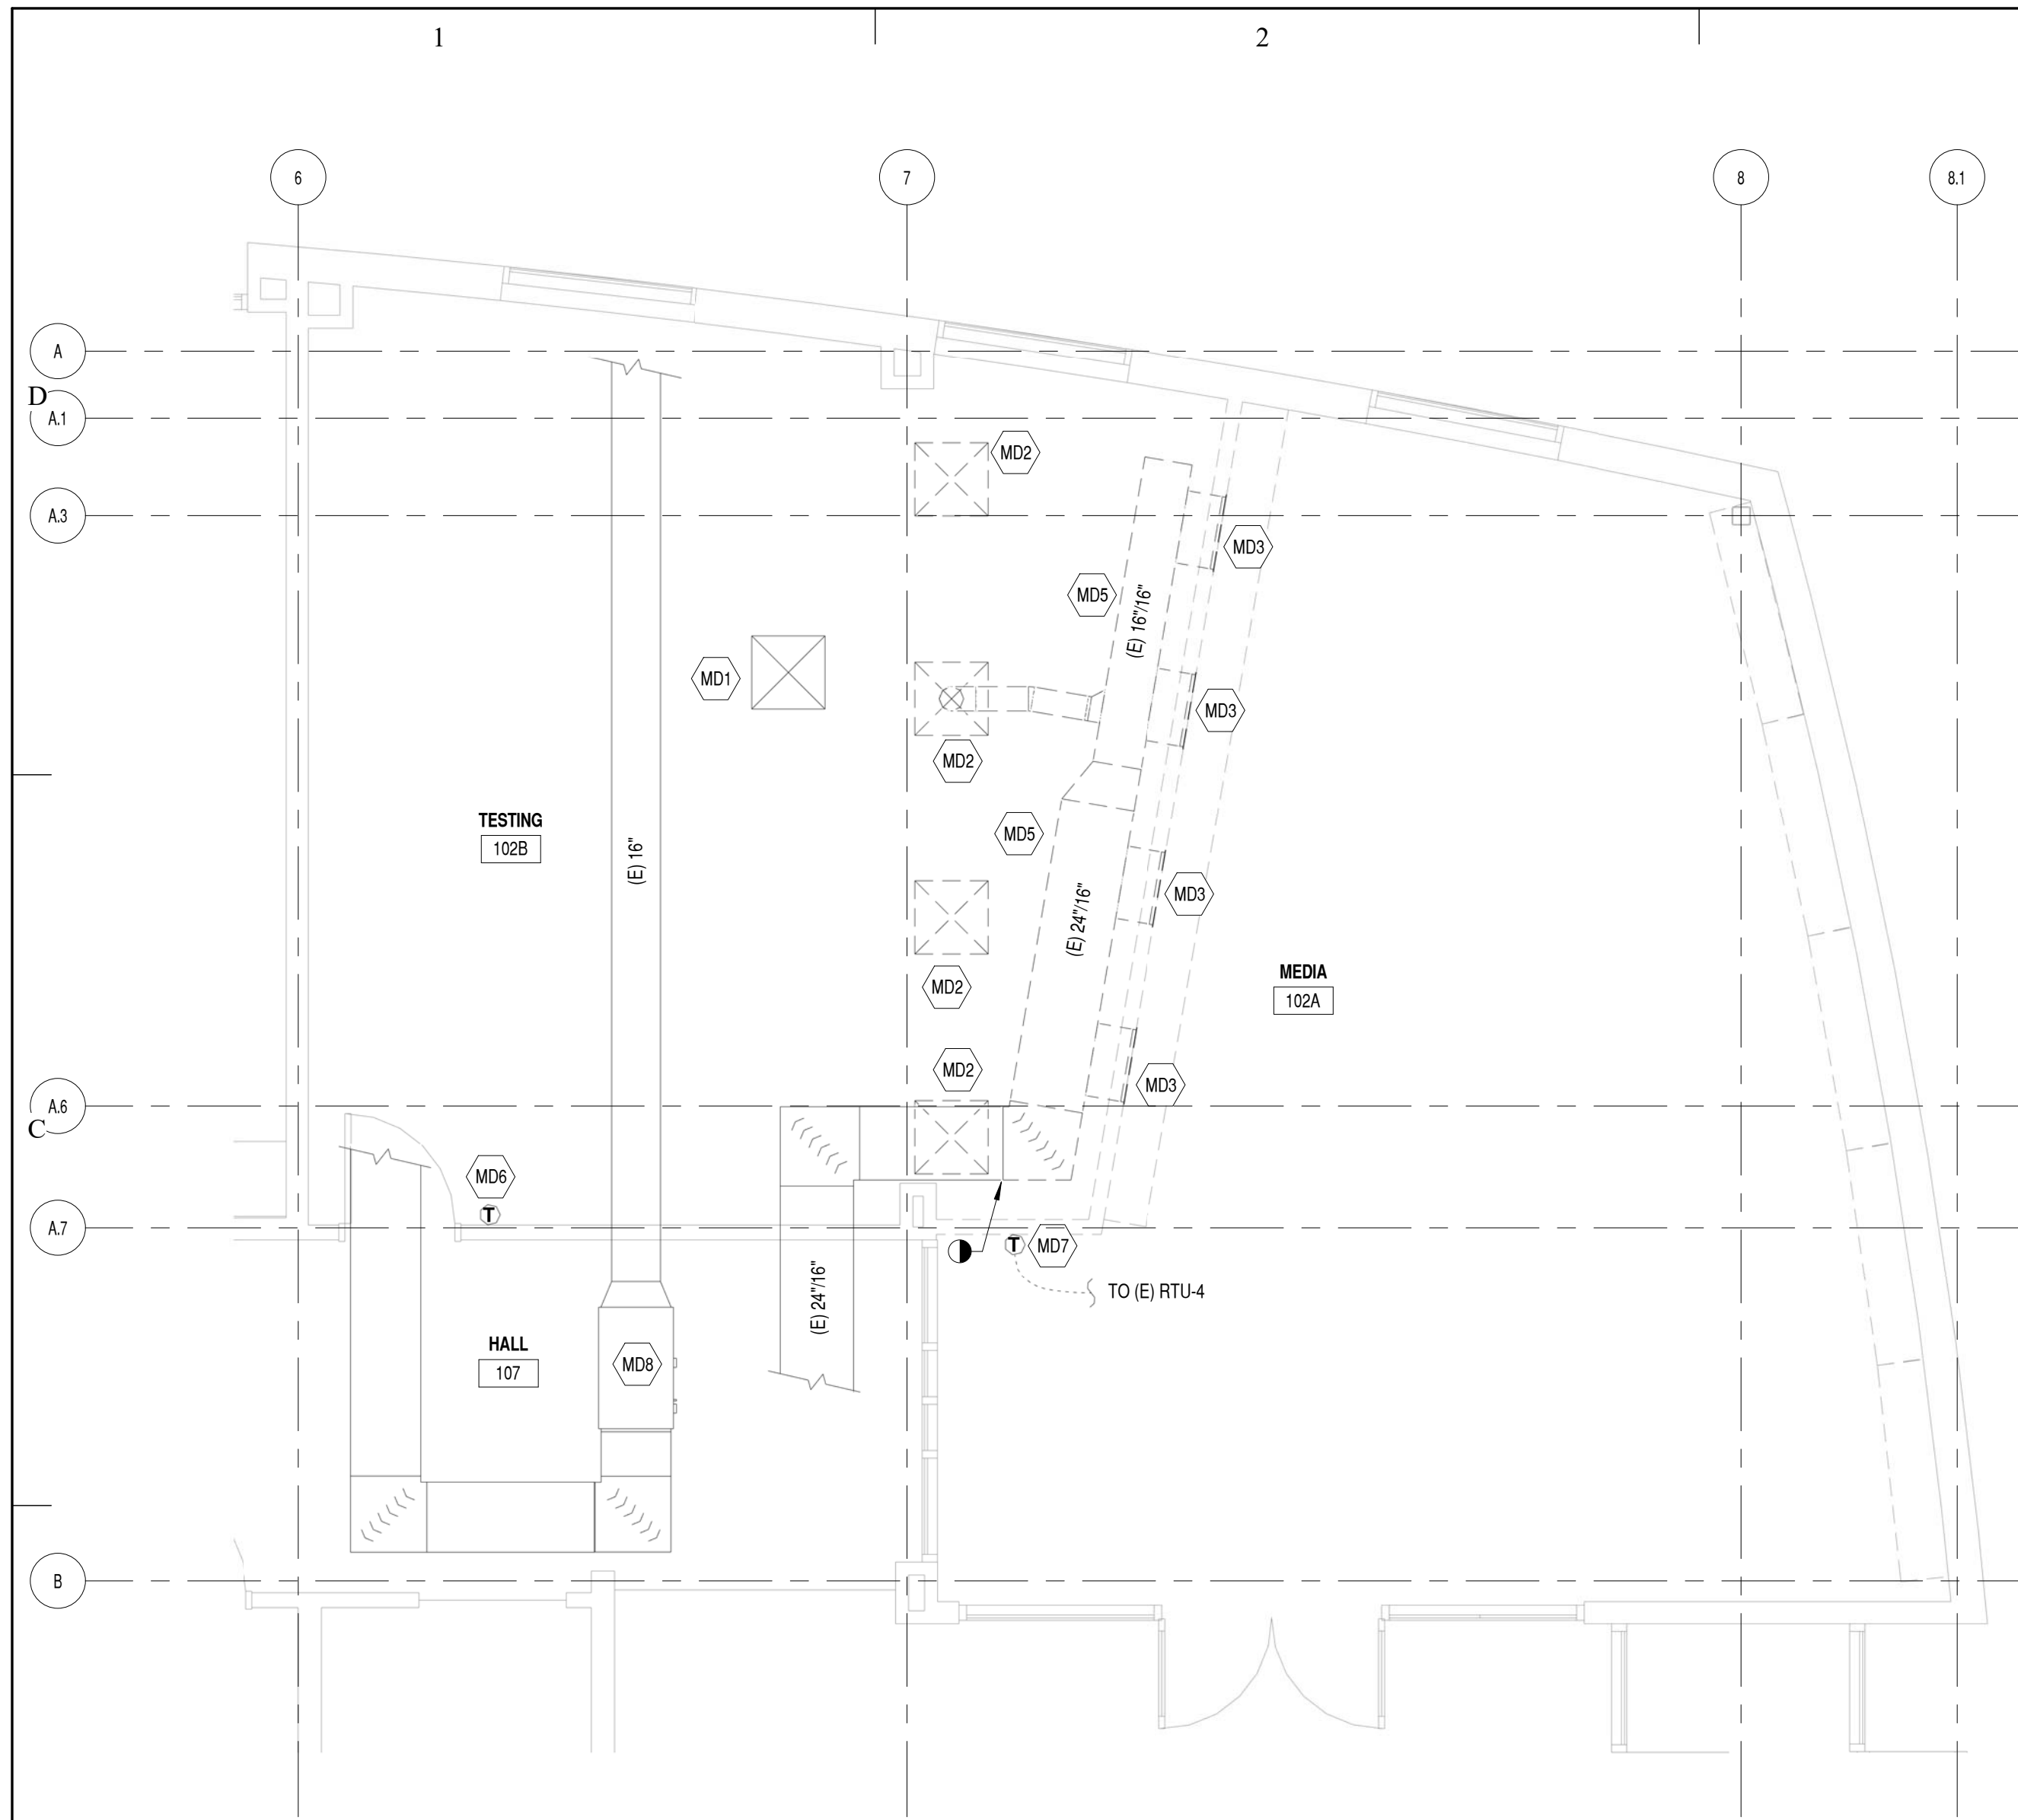 1
2
6
7
8
8.1
A
D
A.1
MD2
A.3
MD3
MD5
(E) 16"/16"
MD1
MD3
MD2
TESTING
102B
(E) 16"
MD5
MD3
(E) 24"/16"
MD2
MEDIA
102A
MD2
MD3
A.6
C
MD6
T
A.7
T
MD7
TO (E) RTU-4
(E) 24"/16"
HALL
107
MD8
B